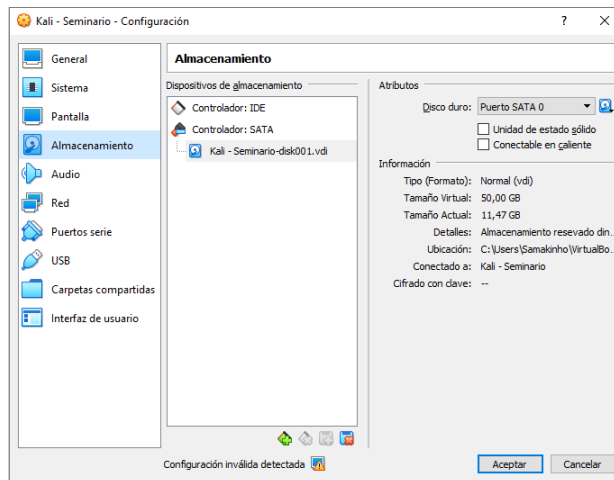 Kali - Seminario - Configuración
?
General
Sistema
Pantalla
Almacenamiento
Audio
Red
Puertos serie
USB
Carpetas compartidas
Interfaz de usuario
Almacenamiento
Dispositivos de almacenamiento
Controlador: IDE
Controlador: SATA
Kali - Seminario-disk001.vdi
Atributos
Disco duro: Puerto SATA 0
Unidad de estado sólido
Conectable en caliente
Información
Tipo (Formato): Normal (vdi)
Tamaño Virtual: 50,00 GB
Tamaño Actual: 11,47 GB
Detalles: Almacenamiento resevado din...
Ubicación: C:\Users\Samakinho\VirtualBo...
Conectado a: Kali - Seminario
Cifrado con clave: --
Configuración inválida detectada
Aceptar
Cancelar